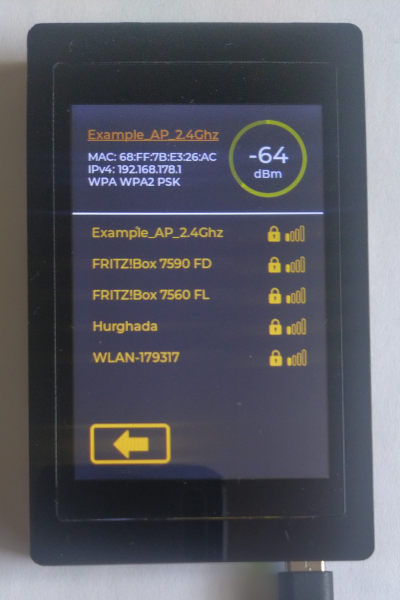 Example_AP_2.4Ghz
MAC: 68:FF:7B:E3:26:AC
IPv4: 192.168.178.1
WPA WPA2 PSK
-64
dBm
Example_AP_2.4Ghz
FRITZ!Box 7590 FD
FRITZ!Box 7560 FL
Hurghada
WLAN-179317